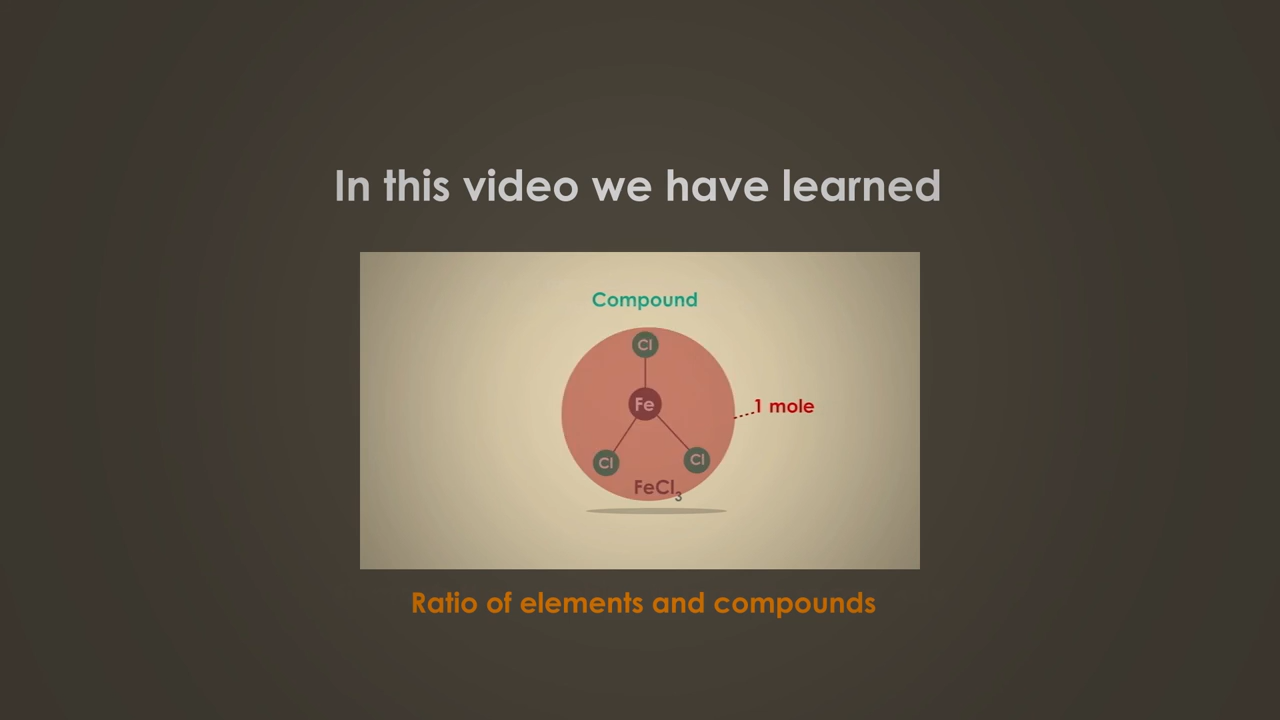 In this video we have learned
Compound
Cl
Fe
1 mole
Cl
Cl
FeCl₃
Ratio of elements and compounds